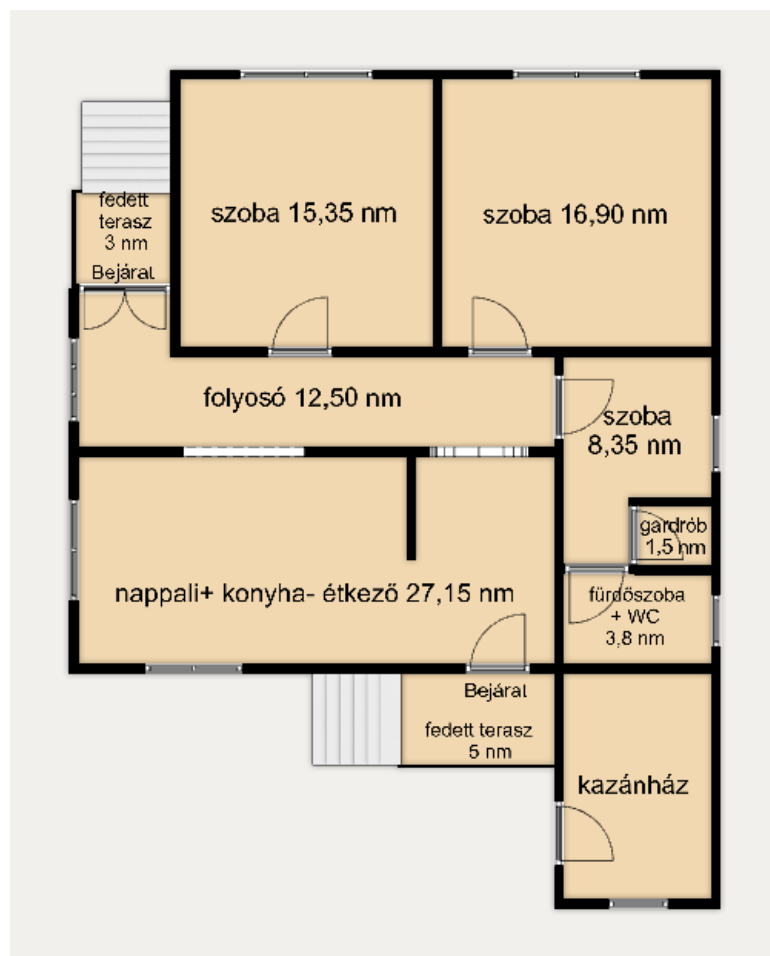 fedett
terasz
3 nm
Bejárat
szoba 15,35 nm
szoba 16,90 nm
folyosó 12,50 nm
szoba
8,35 nm
gardrób
1,5 nm
nappali+ konyha- étkező 27,15 nm
fürdőszoba
+ WC
3,8 nm
Bejárat
fedett terasz
5 nm
kazánház